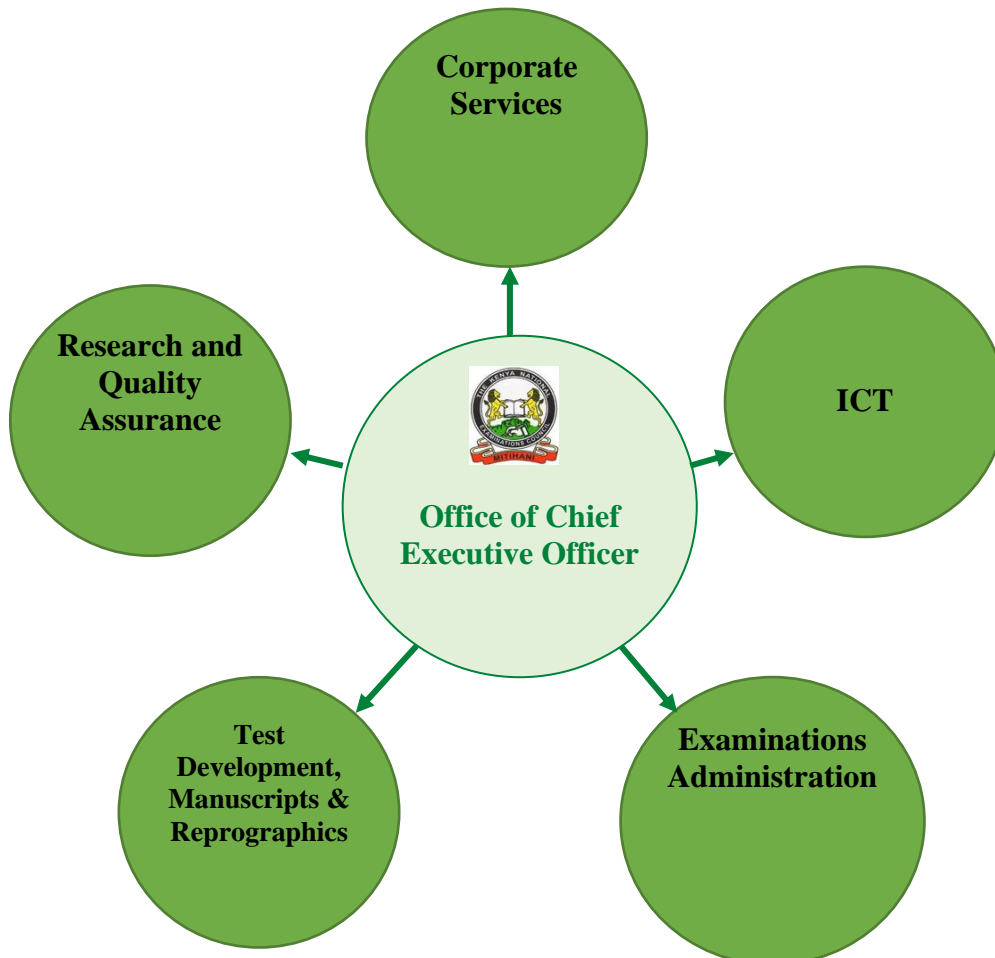 Corporate
Services
Research and
Quality
Assurance
ICT
THE KENYA NATIONAL
EXAMINATIONS COUNCIL
MITIHANI
Office of Chief
Executive Officer
Test
Development,
Manuscripts &
Reprographics
Examinations
Administration